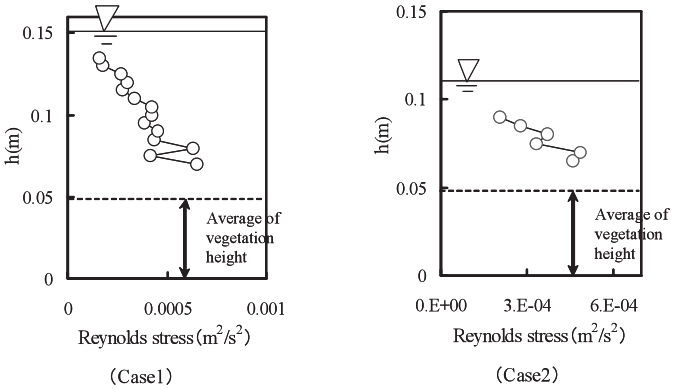 0.15
0.1
0.05
0
h(m)
Average of
vegetation
height
0
0.0005
0.001
Reynolds stress(m²/s²)
(Case1)
0.15
0.1
0.05
0
h(m)
Average of
vegetation
height
0.E+00
3.E-04
6.E-04
Reynolds stress(m²/s²)
(Case2)